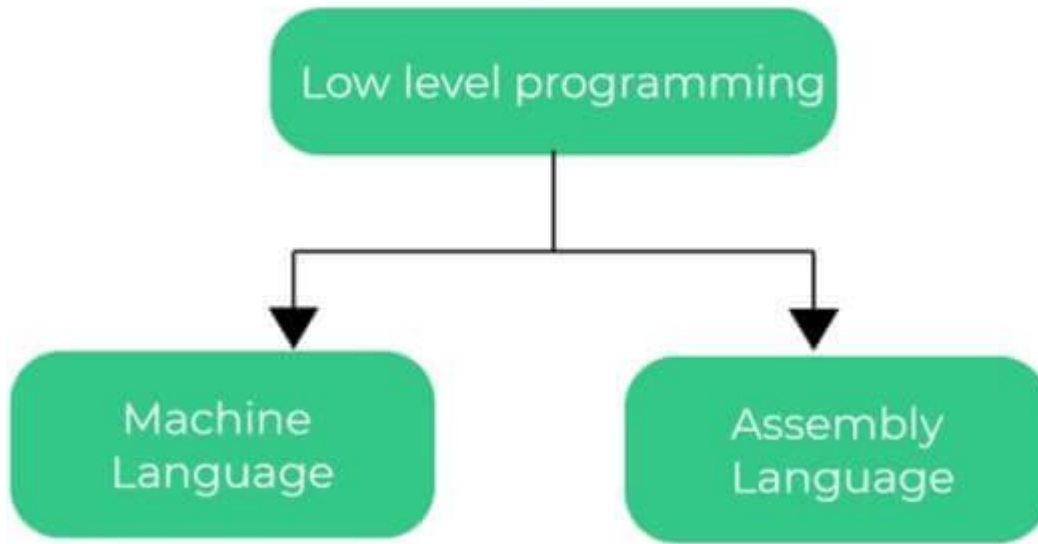 Low level programming
Machine
Language
Assembly
Language